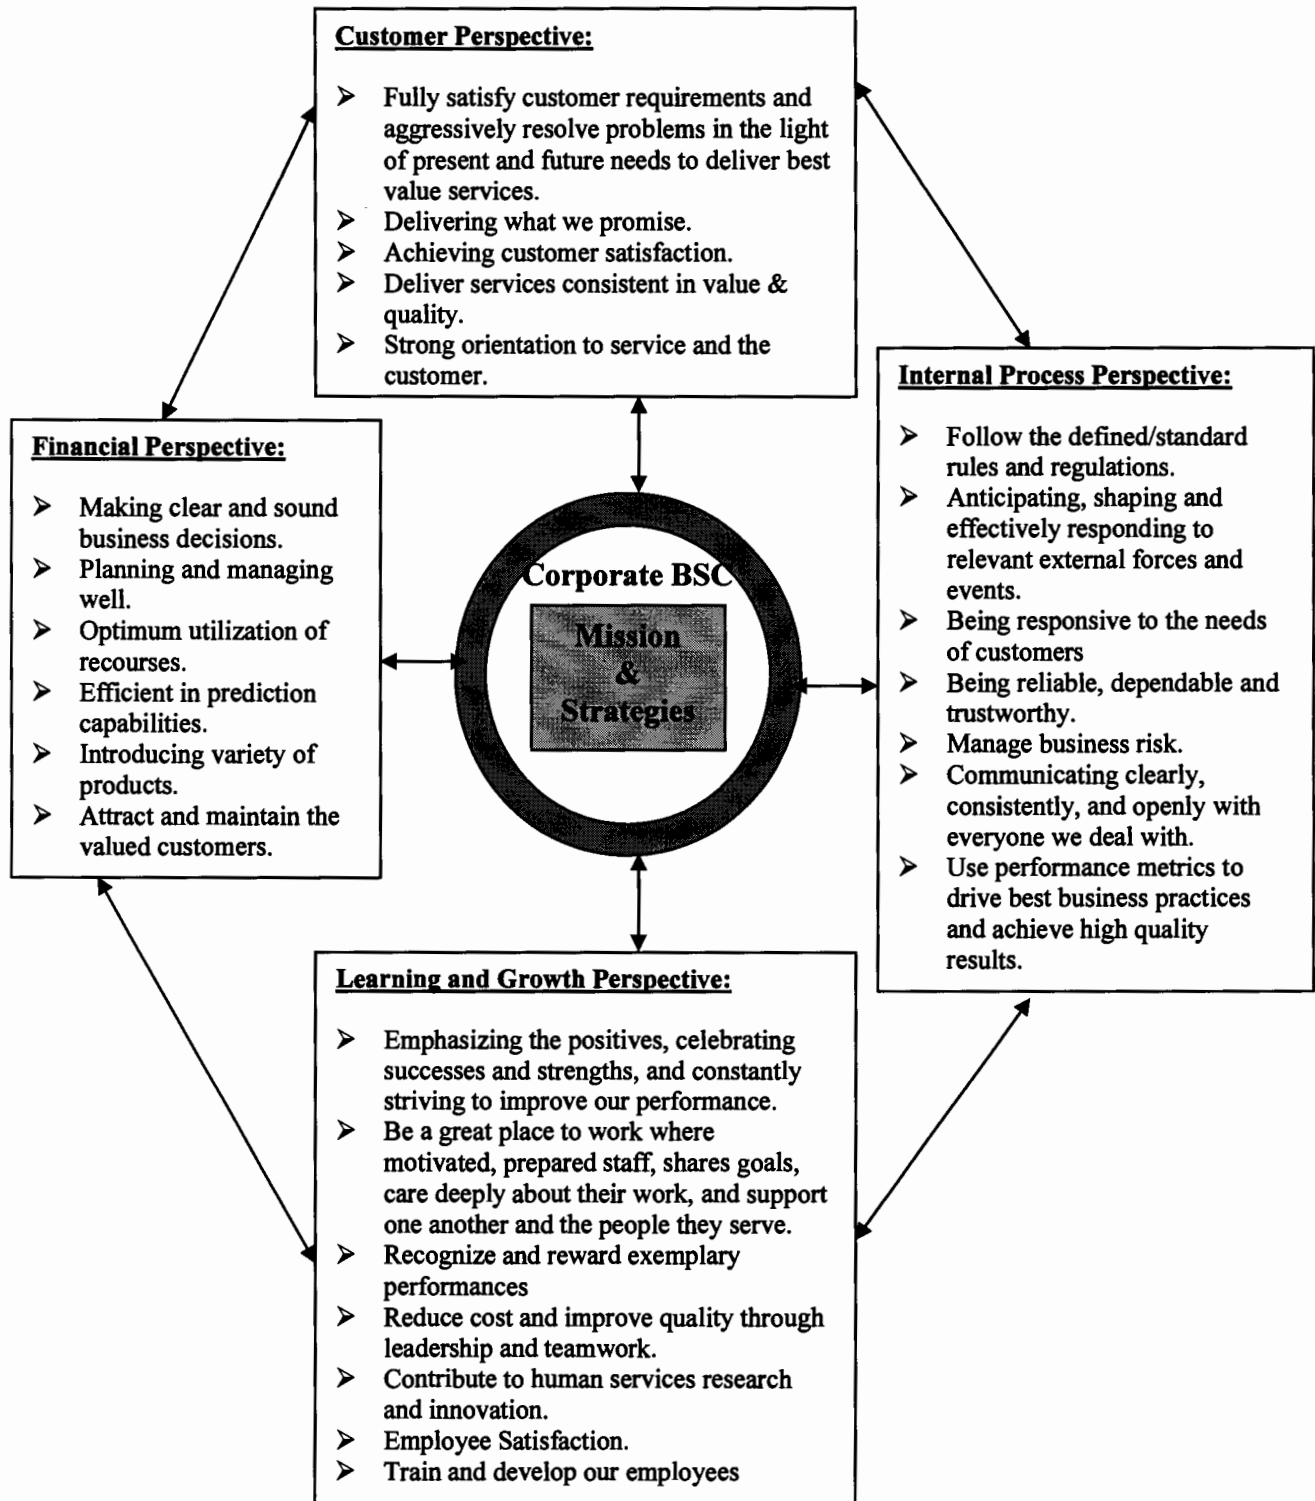 Customer Perspective:
➢ Fully satisfy customer requirements and
aggressively resolve problems in the light
of present and future needs to deliver best
value services.
➢ Delivering what we promise.
➢ Achieving customer satisfaction.
➢ Deliver services consistent in value &
quality.
➢ Strong orientation to service and the
customer.
Financial Perspective:
➢ Making clear and sound
business decisions.
➢ Planning and managing
well.
➢ Optimum utilization of
recourses.
➢ Efficient in prediction
capabilities.
➢ Introducing variety of
products.
➢ Attract and maintain the
valued customers.
Corporate BSC
Mission
&
Strategies
Internal Process Perspective:
➢ Follow the defined/standard
rules and regulations.
➢ Anticipating, shaping and
effectively responding to
relevant external forces and
events.
➢ Being responsive to the needs
of customers
➢ Being reliable, dependable and
trustworthy.
➢ Manage business risk.
➢ Communicating clearly,
consistently, and openly with
everyone we deal with.
➢ Use performance metrics to
drive best business practices
and achieve high quality
results.
Learning and Growth Perspective:
➢ Emphasizing the positives, celebrating
successes and strengths, and constantly
striving to improve our performance.
➢ Be a great place to work where
motivated, prepared staff, shares goals,
care deeply about their work, and support
one another and the people they serve.
➢ Recognize and reward exemplary
performances
➢ Reduce cost and improve quality through
leadership and teamwork.
➢ Contribute to human services research
and innovation.
➢ Employee Satisfaction.
➢ Train and develop our employees